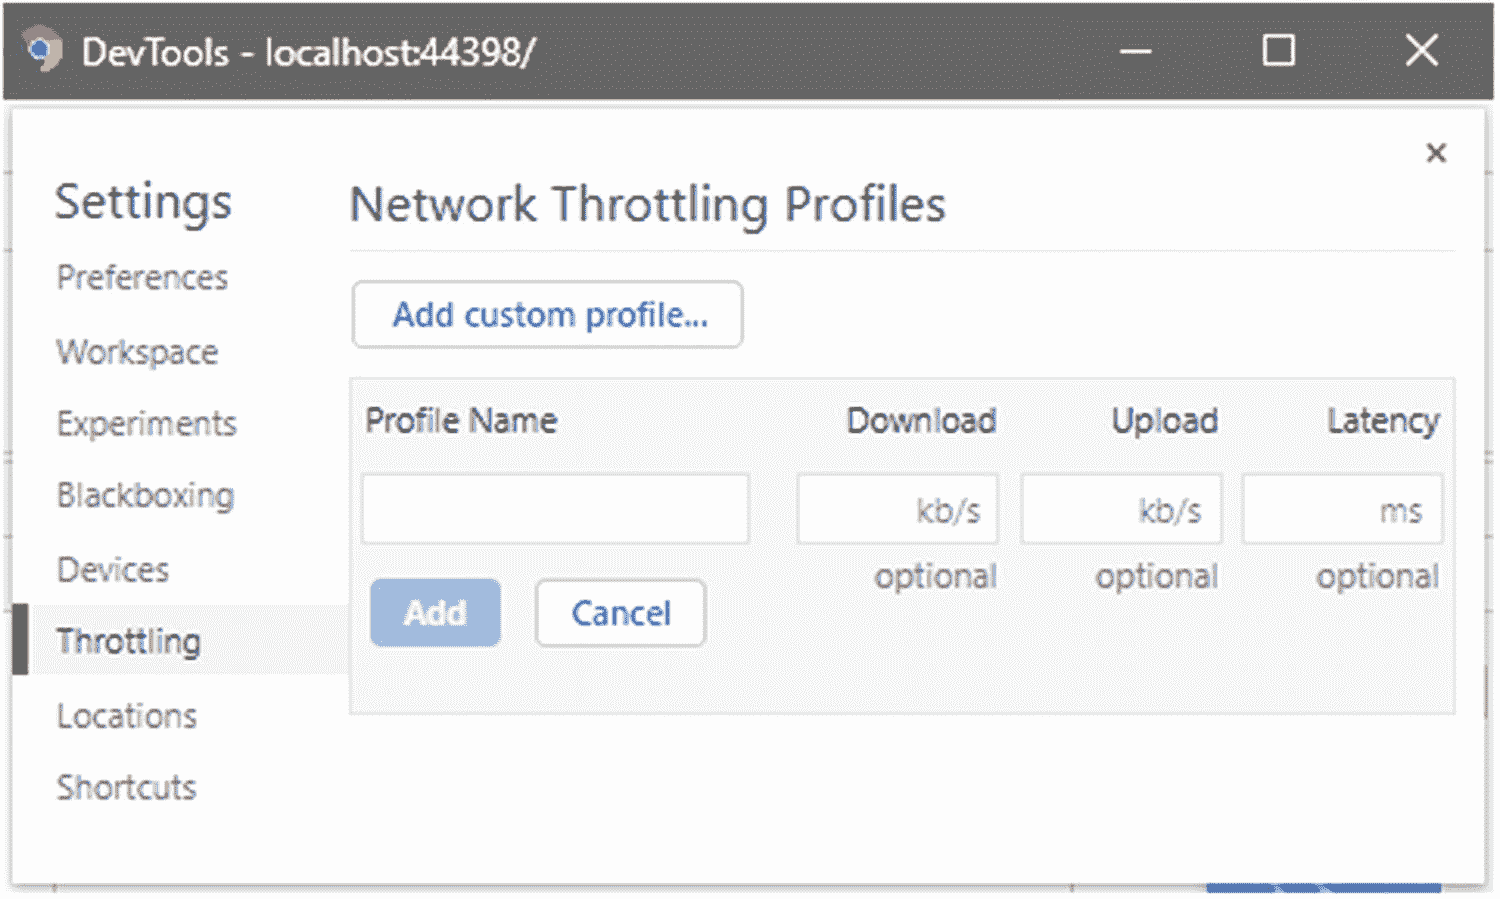 DevTools - localhost:44398/
Settings
Preferences
Workspace
Experiments
Blackboxing
Devices
Throttling
Locations
Shortcuts
Network Throttling Profiles
Add custom profile...
Profile Name Download Upload Latency
kb/s kb/s ms
optional optional optional
Add Cancel